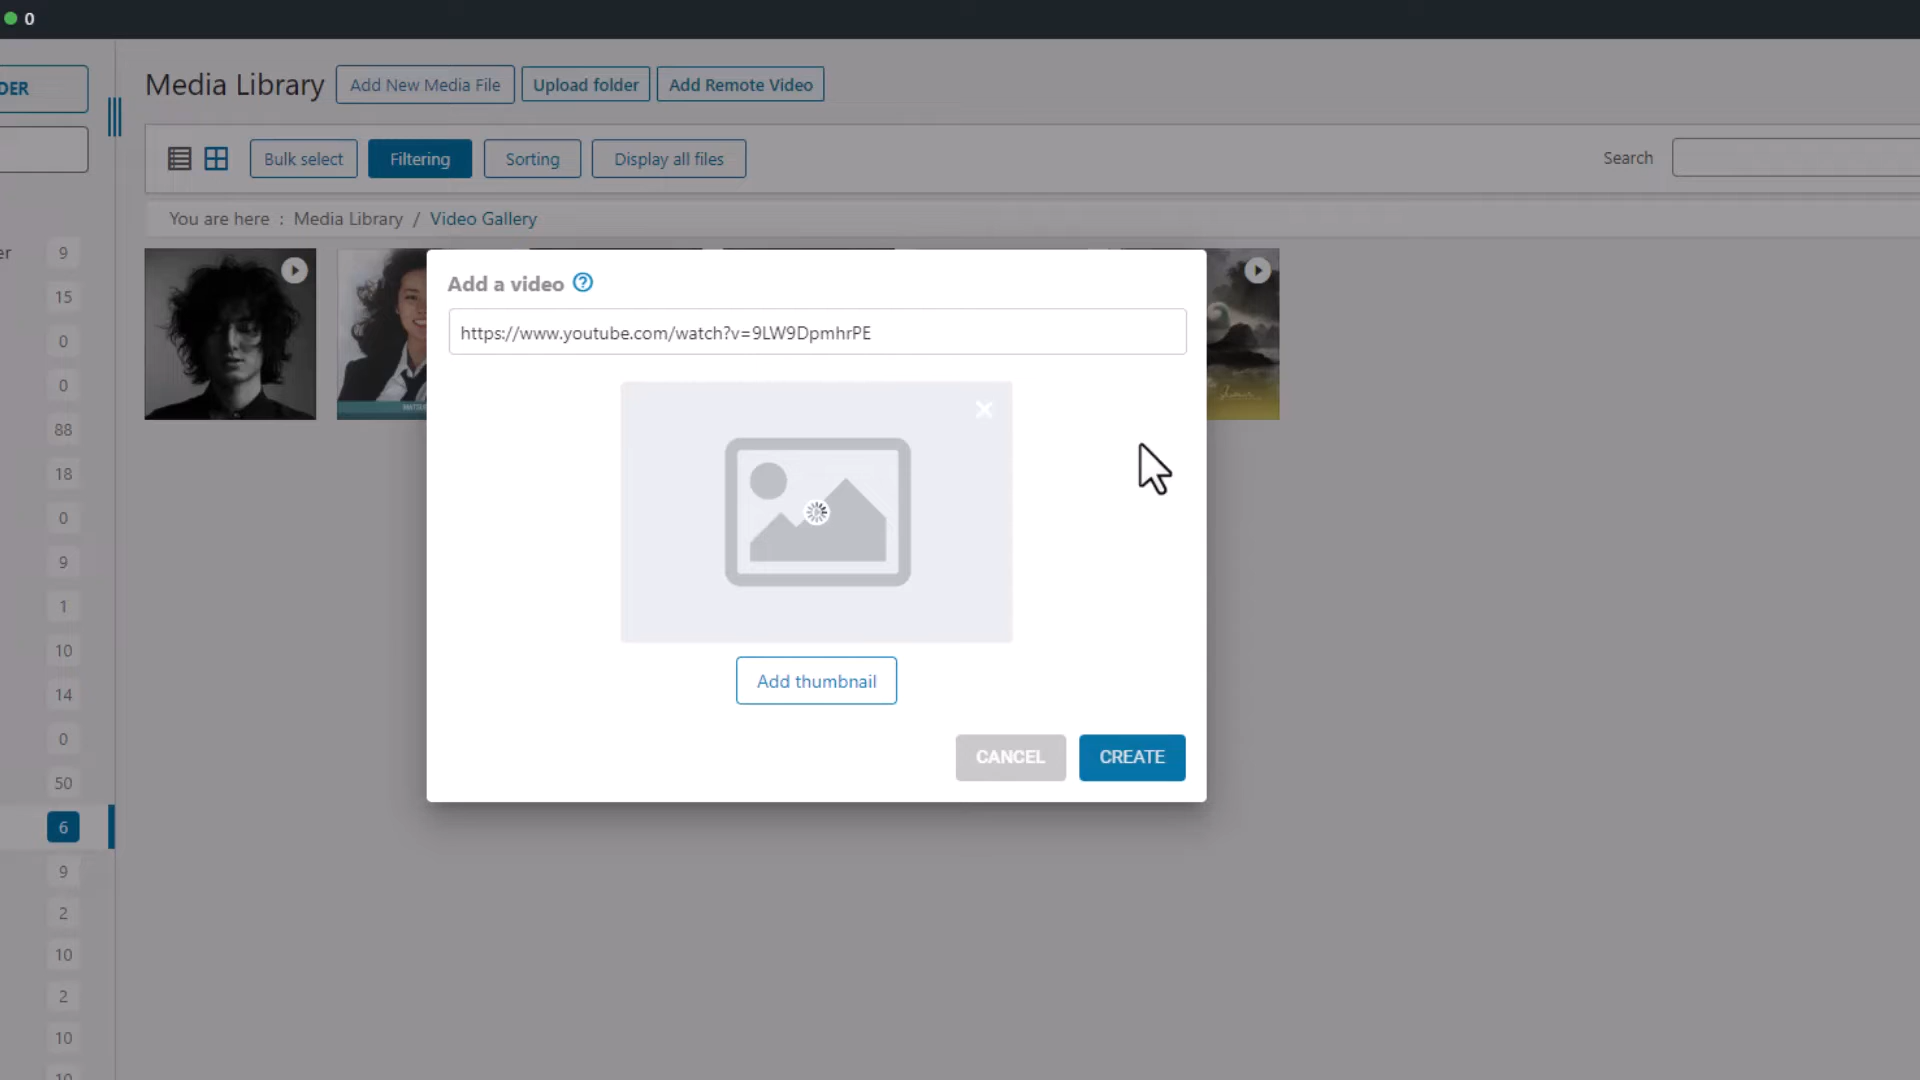 0
DER
Media Library
Add New Media File
Upload folder
Add Remote Video
Bulk select
Filtering
Sorting
Display all files
Search
You are here : Media Library / Video Gallery
er
9
15
0
0
88
18
0
9
1
10
14
0
50
6
9
2
10
2
10
10
Add a video
https://www.youtube.com/watch?v=9LW9DpmhrPE
Add thumbnail
CANCEL
CREATE